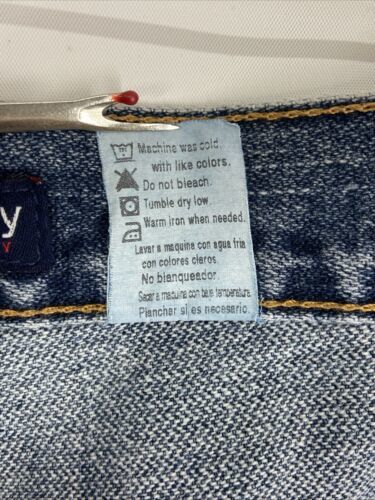 Machine was cold
with like colors.
Do not bleach.
Tumble dry low.
Warm iron when needed.
Lavar a maquina con agua fria
con colores claros.
No blanqueador.
Secar a maquina con baja temperatura
Planchar si es necesario.
y
Y